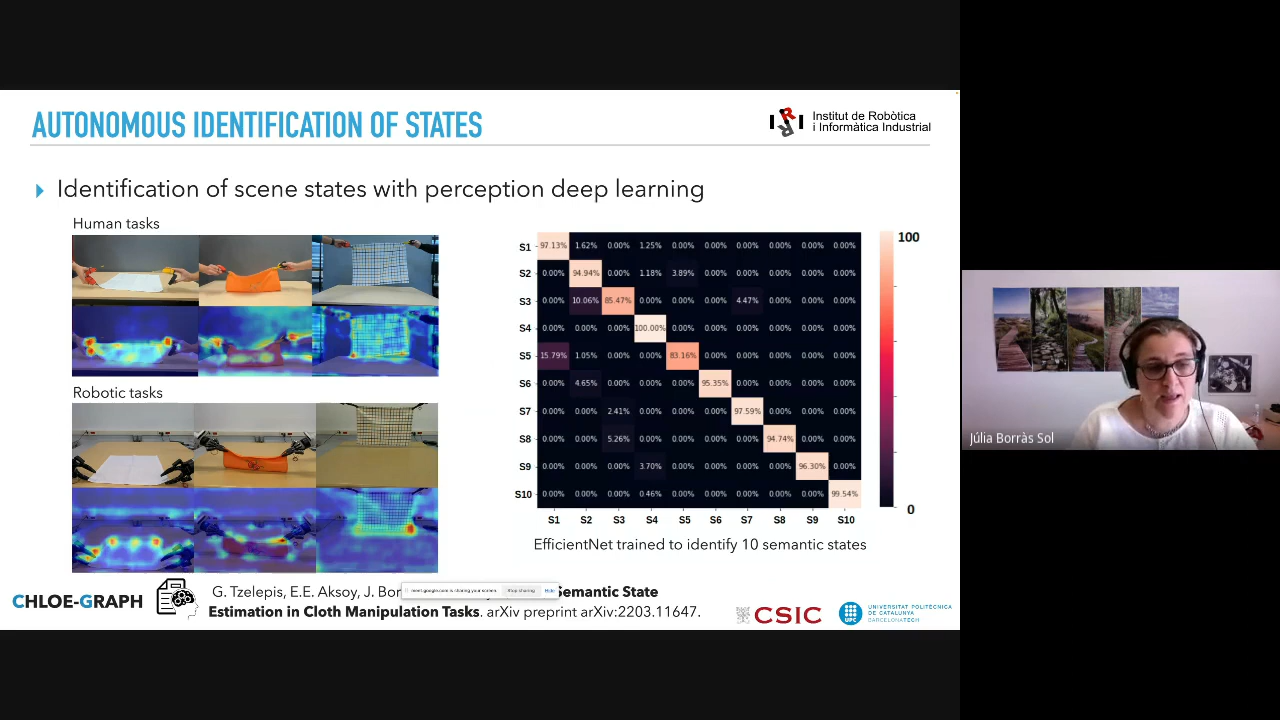 AUTONOMOUS IDENTIFICATION OF STATES
Institut de Robòtica
i Informàtica Industrial
Identification of scene states with perception deep learning
Human tasks
Robotic tasks
S1 97.13% 1.62% 0.00% 1.25% 0.00% 0.00% 0.00% 0.00% 0.00% 0.00%
S2 0.00% 94.94% 0.00% 1.18% 3.89% 0.00% 0.00% 0.00% 0.00% 0.00%
S3 0.00% 10.06% 85.47% 0.00% 0.00% 0.00% 4.47% 0.00% 0.00% 0.00%
S4 0.00% 0.00% 0.00% 100.00% 0.00% 0.00% 0.00% 0.00% 0.00% 0.00%
S5 15.79% 1.05% 0.00% 0.00% 83.16% 0.00% 0.00% 0.00% 0.00% 0.00%
S6 0.00% 4.65% 0.00% 0.00% 0.00% 95.35% 0.00% 0.00% 0.00% 0.00%
S7 0.00% 0.00% 2.41% 0.00% 0.00% 0.00% 97.59% 0.00% 0.00% 0.00%
S8 0.00% 0.00% 5.26% 0.00% 0.00% 0.00% 0.00% 94.74% 0.00% 0.00%
S9 0.00% 0.00% 0.00% 3.70% 0.00% 0.00% 0.00% 0.00% 96.30% 0.00%
S10 0.00% 0.00% 0.00% 0.46% 0.00% 0.00% 0.00% 0.00% 0.00% 99.54%
S1 S2 S3 S4 S5 S6 S7 S8 S9 S10
100
0
EfficientNet trained to identify 10 semantic states
CHLOE-GRAPH
G. Tzelepis, E.E. Aksoy, J. Bor
meet.google.com is sharing your screen. Stop sharing Hide
Semantic State
Estimation in Cloth Manipulation Tasks. arXiv preprint arXiv:2203.11647.
CSIC
UPC
UNIVERSITAT POLITÈCNICA
DE CATALUNYA
BARCELONATECH
Júlia Borràs Sol